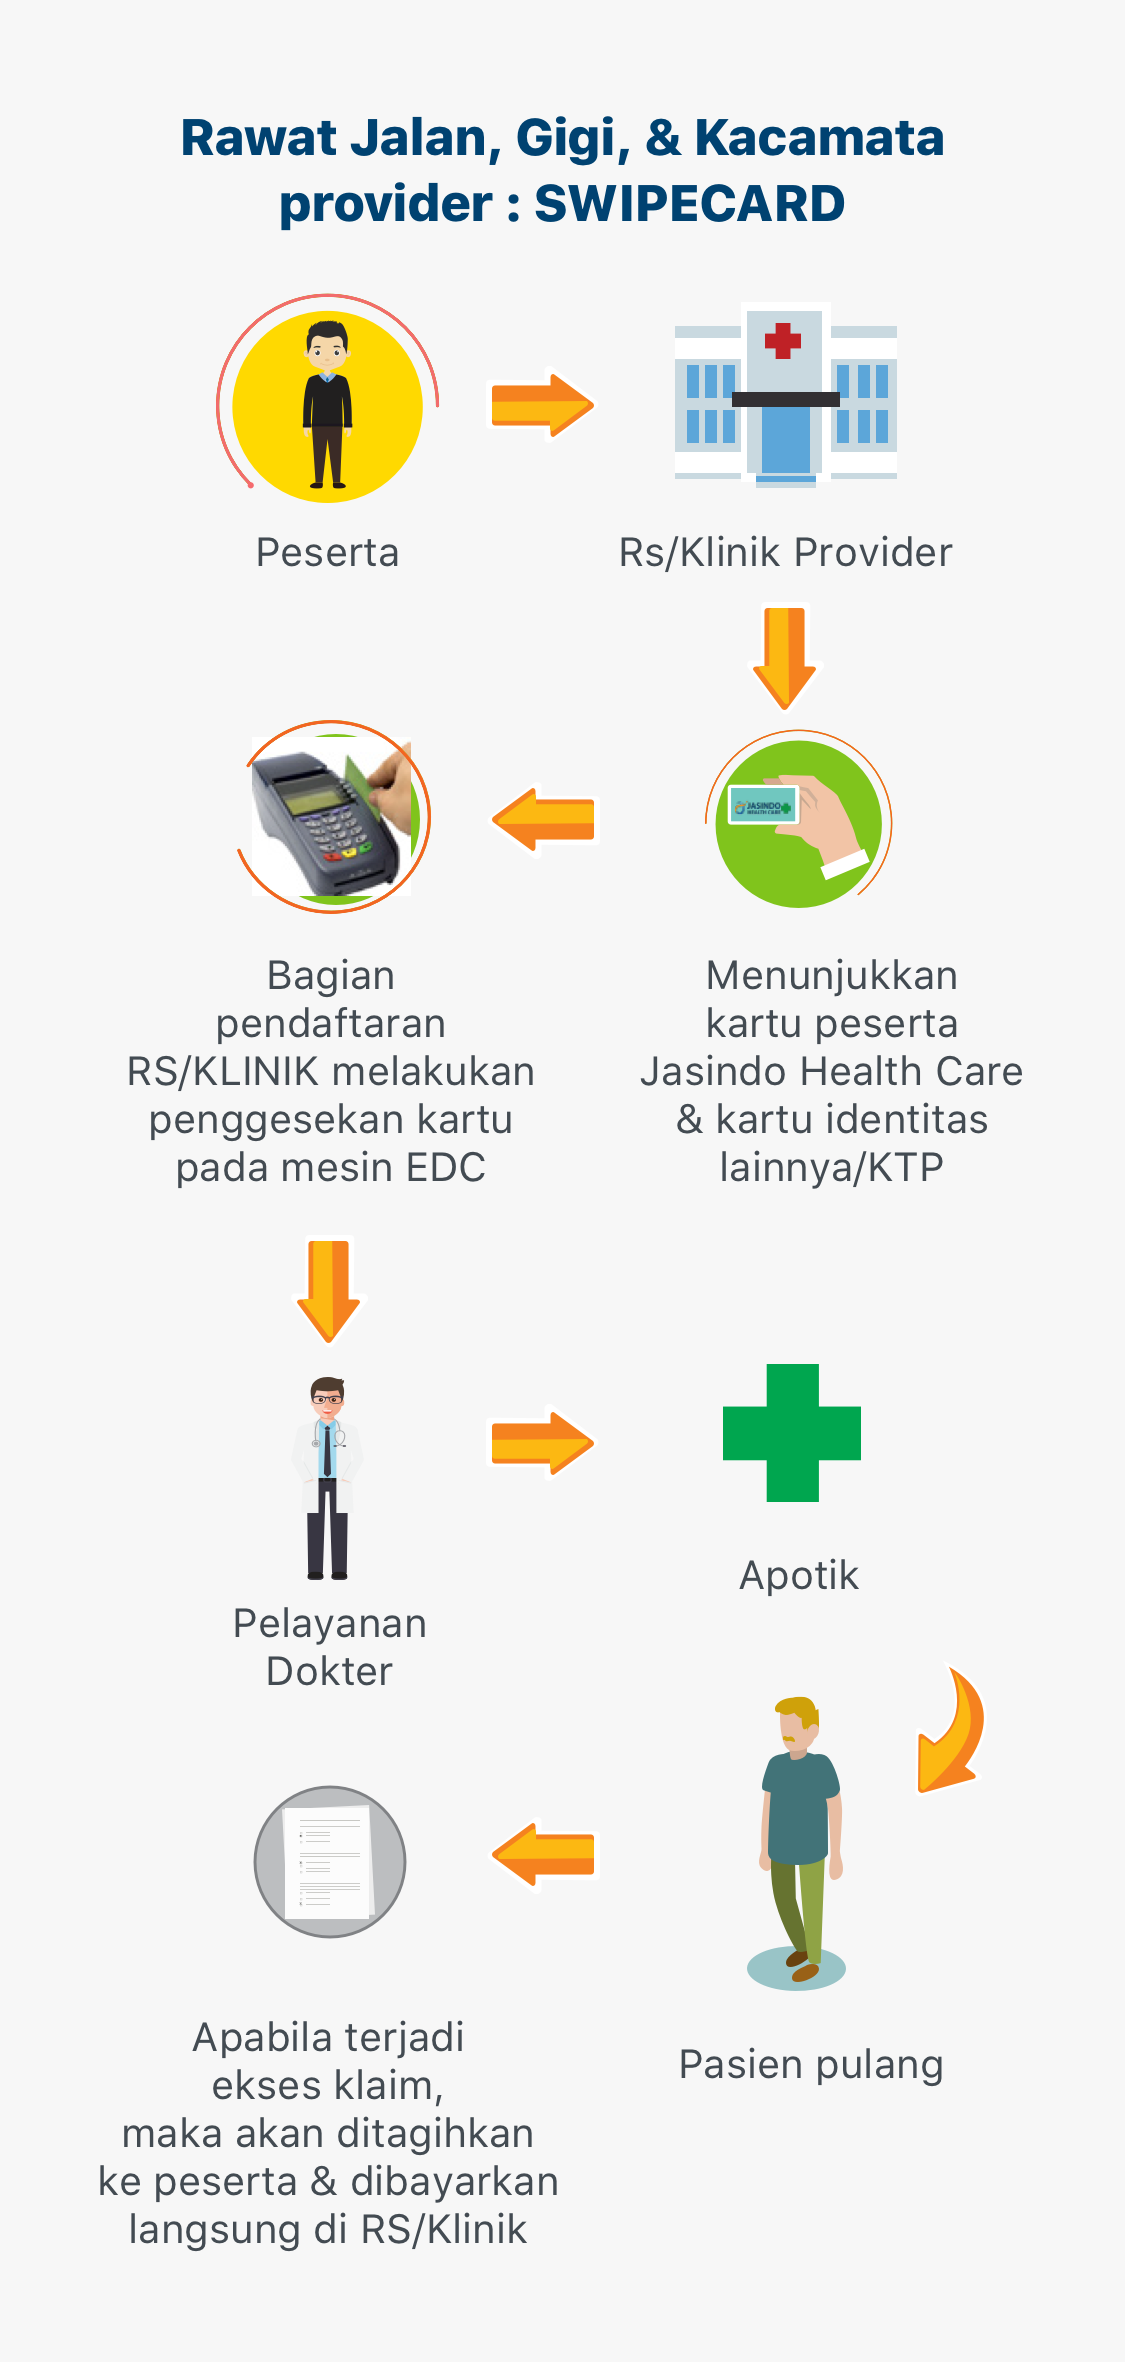 Rawat Jalan, Gigi, & Kacamata
provider : SWIPECARD
Peserta
Rs/Klinik Provider
JASINDO
HEALTH CARE
Menunjukkan
kartu peserta
Jasindo Health Care
& kartu identitas
lainnya/KTP
Bagian
pendaftaran
RS/KLINIK melakukan
penggesekan kartu
pada mesin EDC
Pelayanan
Dokter
Apotik
Pasien pulang
Apabila terjadi
ekses klaim,
maka akan ditagihkan
ke peserta & dibayarkan
langsung di RS/Klinik